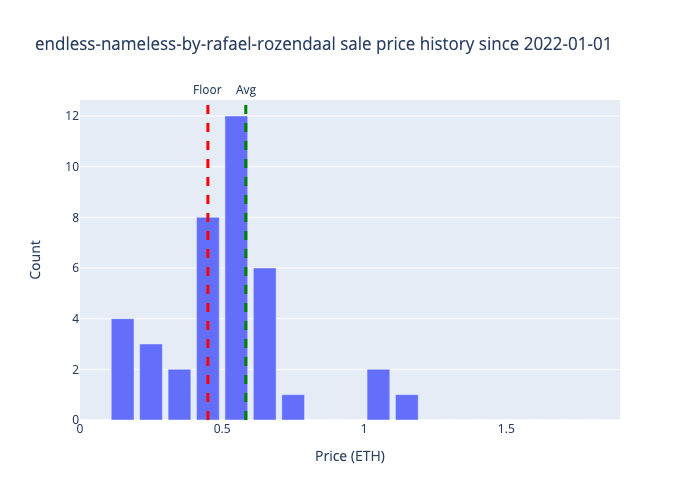 endless-nameless-by-rafael-rozendaal sale price history since 2022-01-01
Floor Avg
12
10
8
6
4
2
0
Count
0 0.5 1 1.5
Price (ETH)